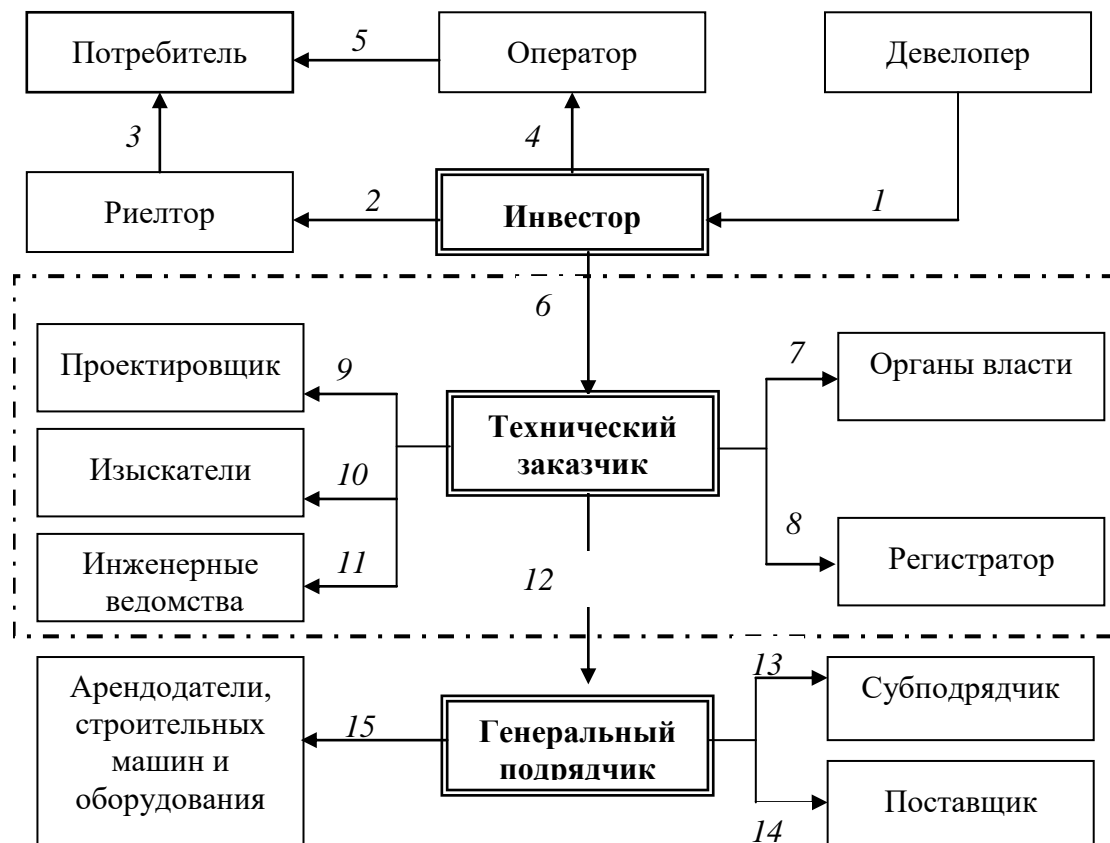 Потребитель
5
Оператор
Девелопер
3
4
Риелтор
2
Инвестор
1
6
Проектировщик
9
7
Органы власти
Технический
заказчик
Изыскатели
10
8
Регистратор
Инженерные
ведомства
11
12
Арендодатели,
строительных
машин и
оборудования
15
Генеральный
подрядчик
13
Субподрядчик
14
Поставщик